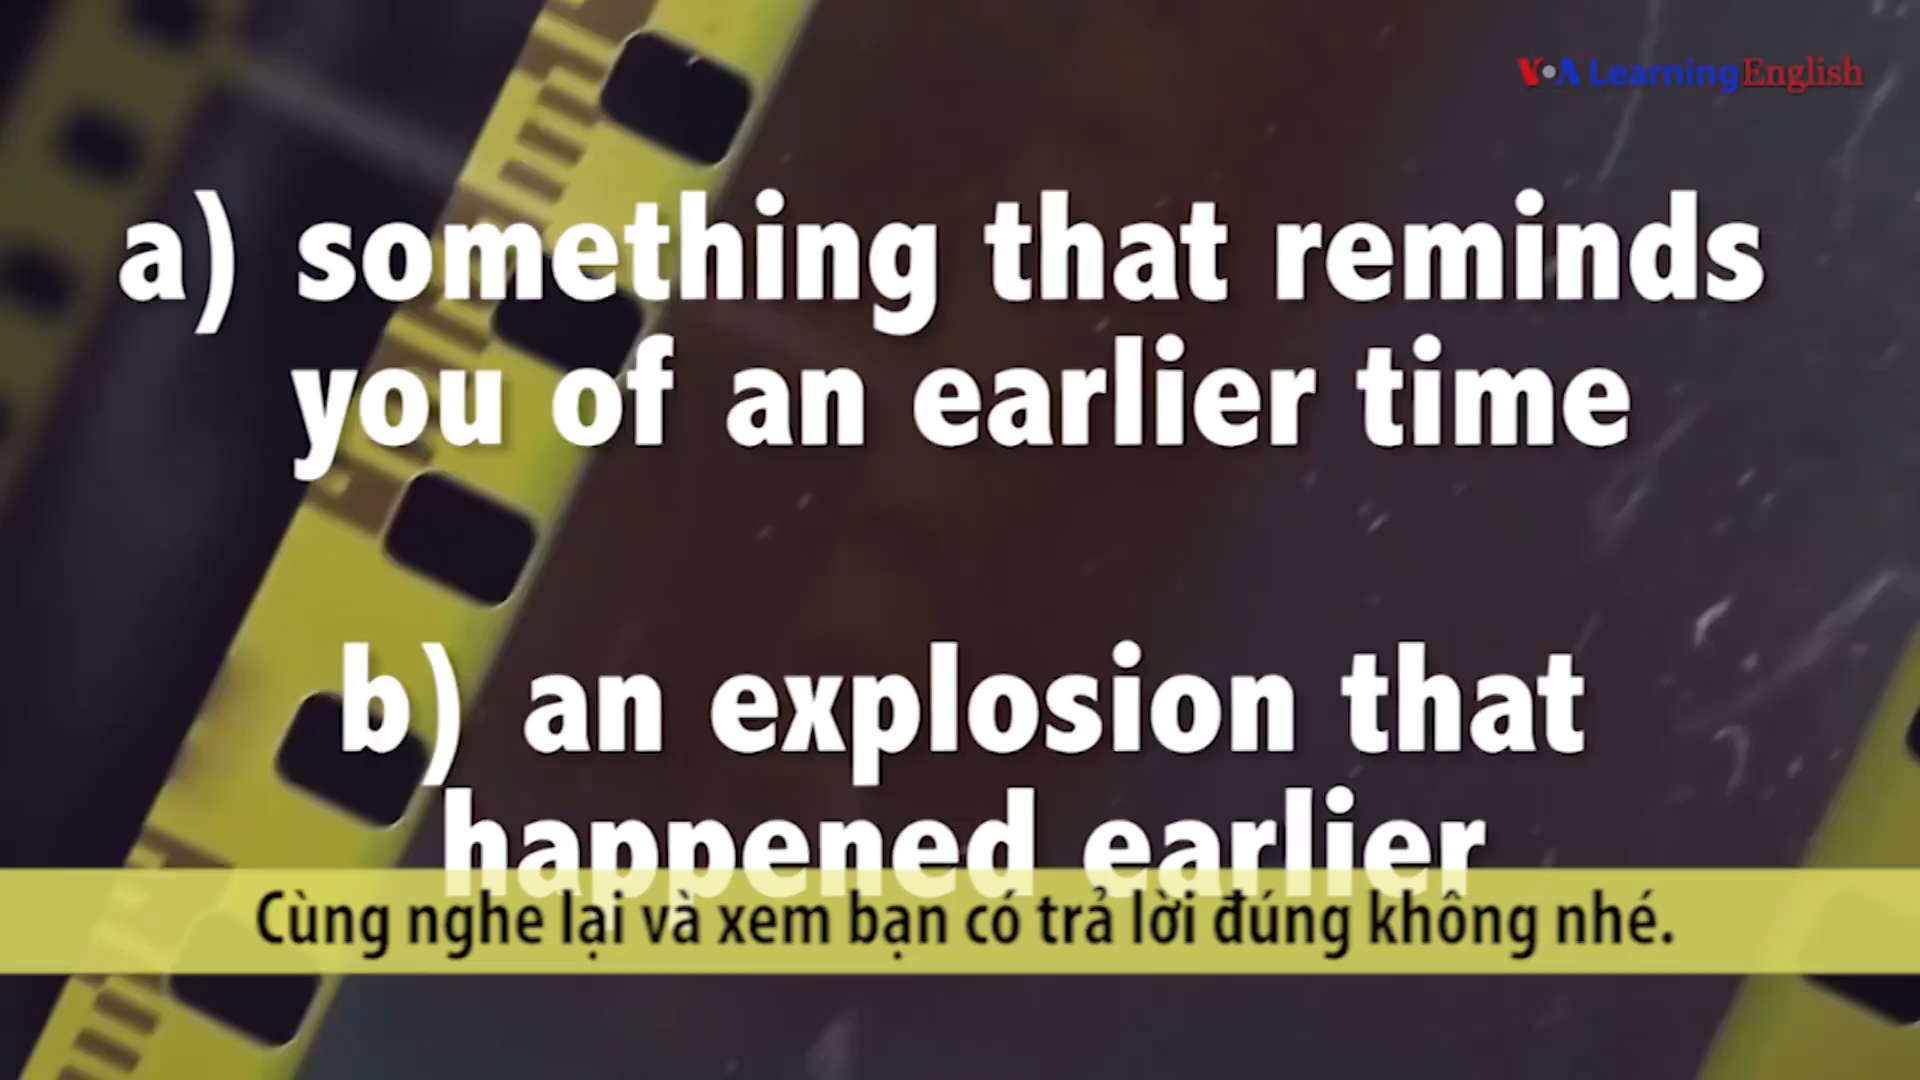 VOA Learning English
a) something that reminds
you of an earlier time
b) an explosion that
happened earlier
Cùng nghe lại và xem bạn có trả lời đúng không nhé.